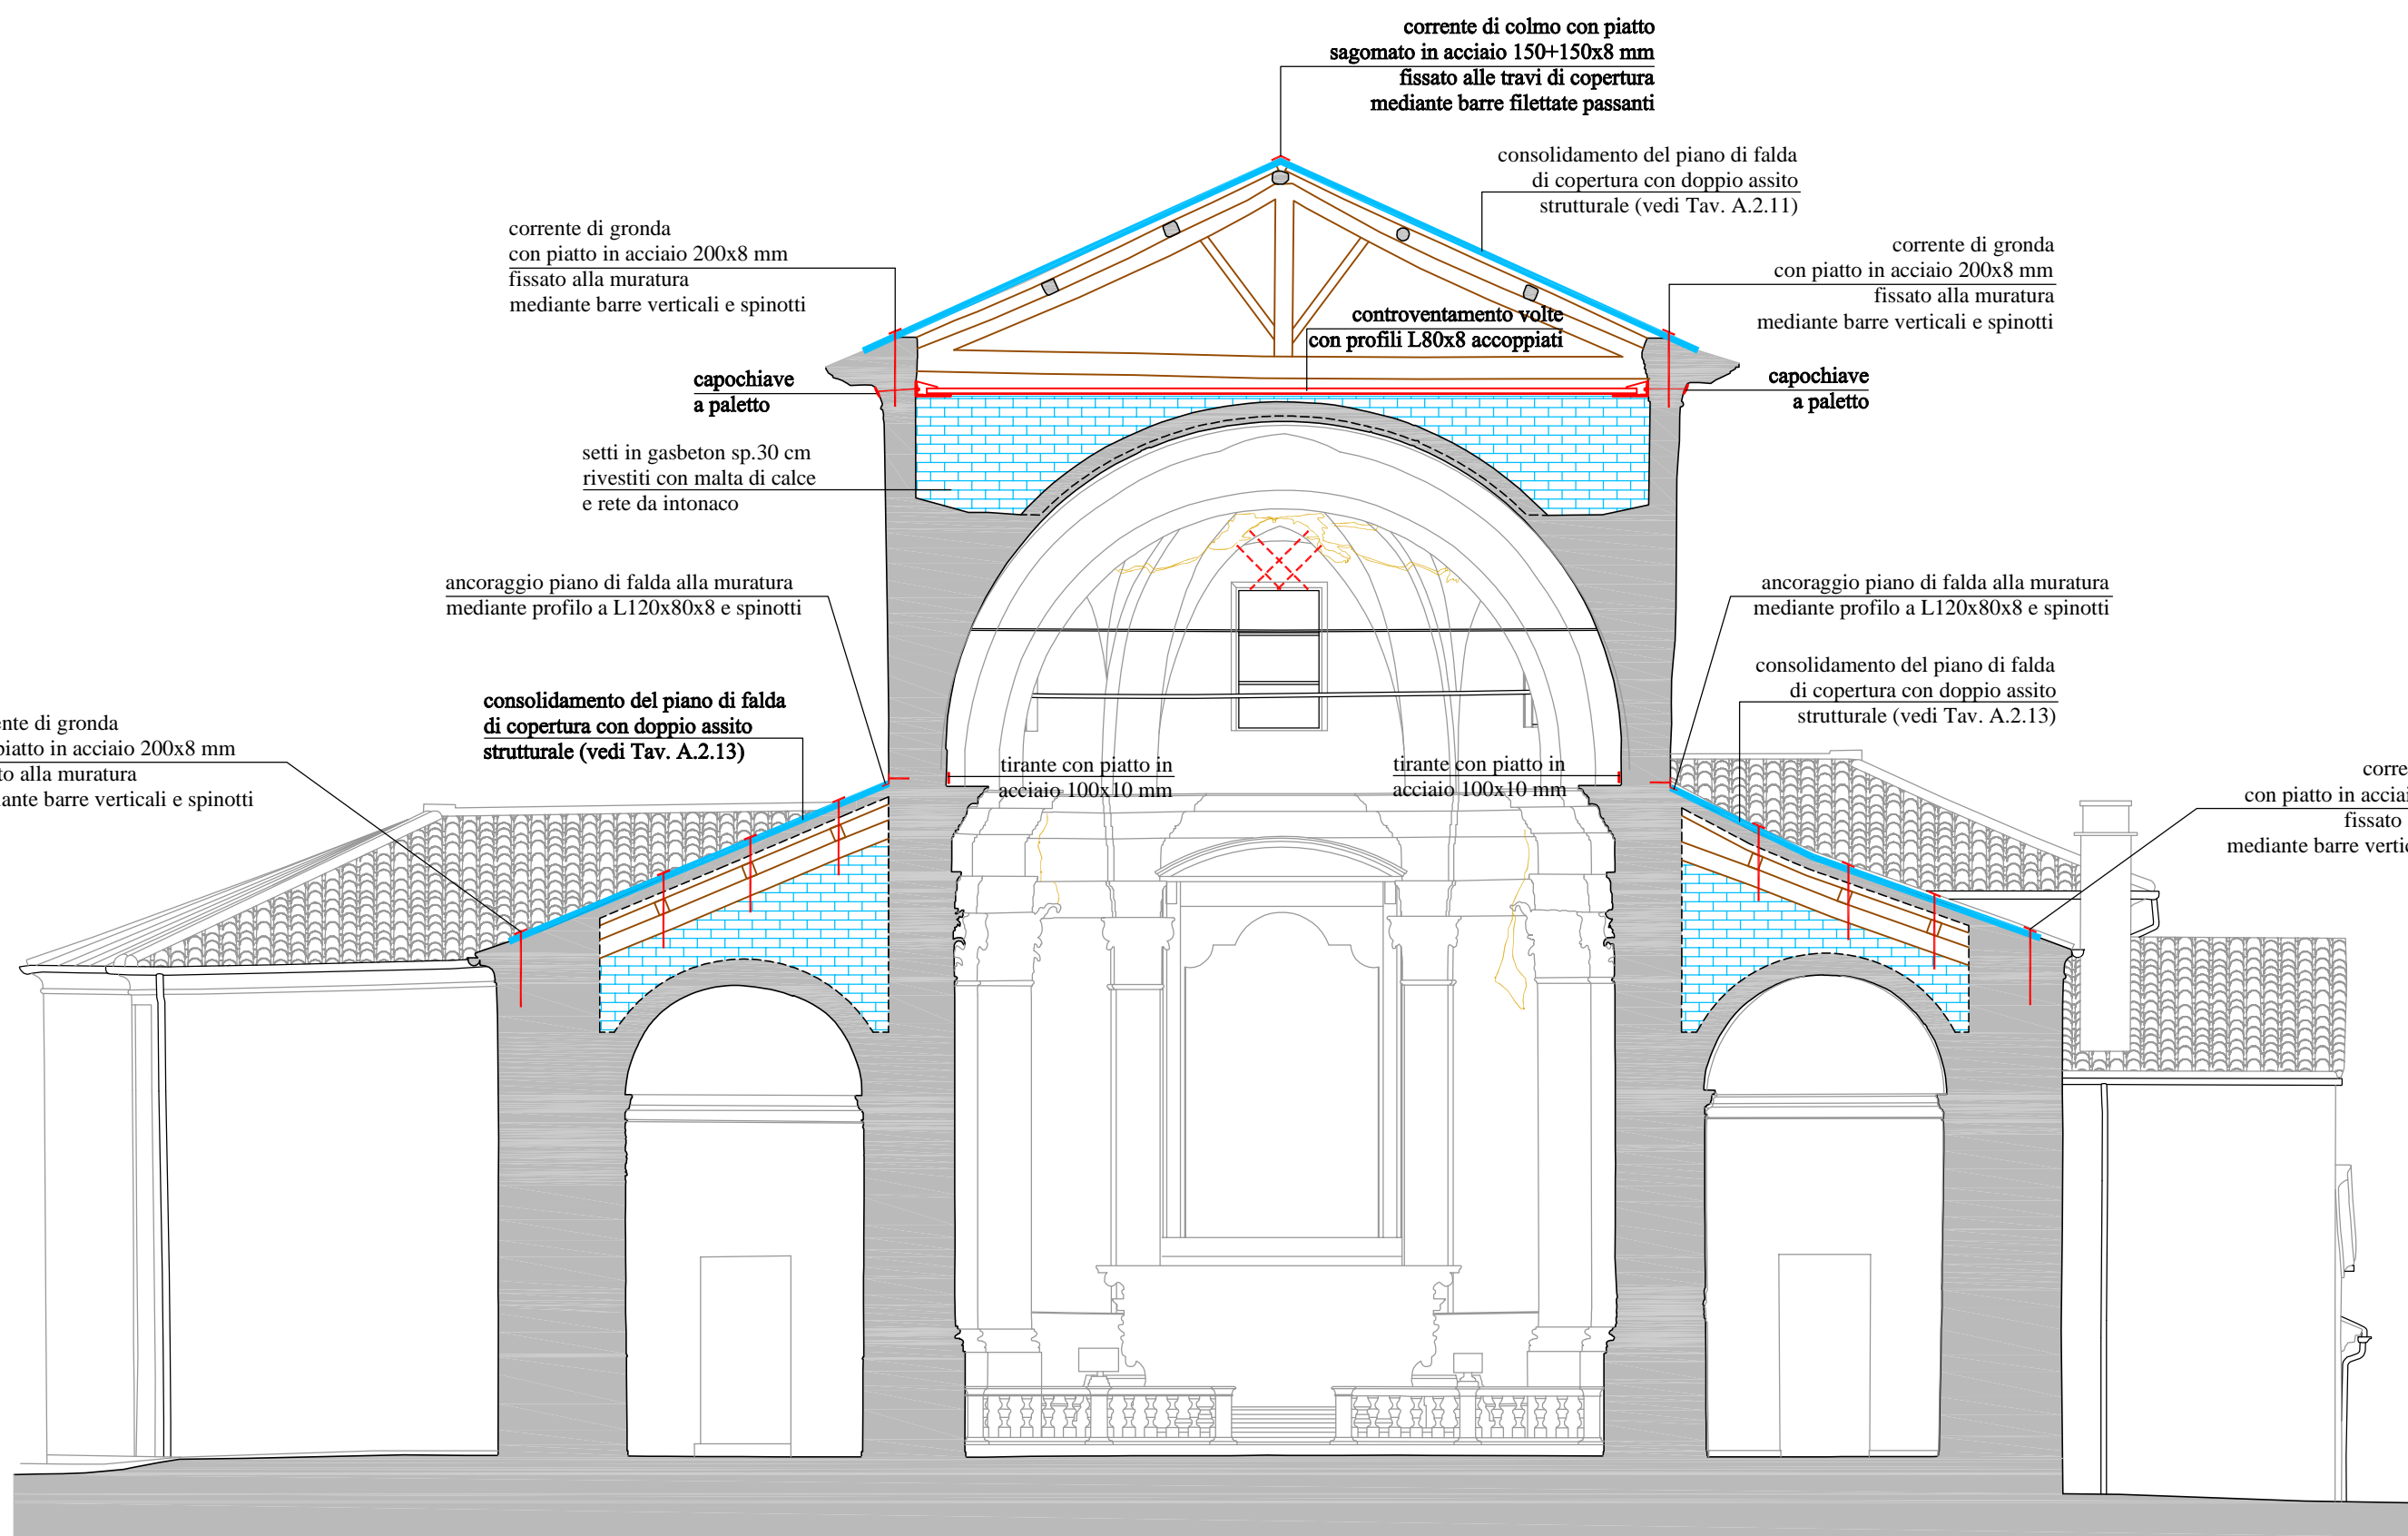 corrente di colmo con piatto
sagomato in acciaio 150+150x8 mm
fissato alle travi di copertura
mediante barre filettate passanti
consolidamento del piano di falda
di copertura con doppio assito
strutturale (vedi Tav. A.2.11)
corrente di gronda
con piatto in acciaio 200x8 mm
fissato alla muratura
mediante barre verticali e spinotti
corrente di gronda
con piatto in acciaio 200x8 mm
fissato alla muratura
mediante barre verticali e spinotti
controventamento volte
con profili L80x8 accoppiati
capochiave
a paletto
capochiave
a paletto
setti in gasbeton sp.30 cm
rivestiti con malta di calce
e rete da intonaco
ancoraggio piano di falda alla muratura
mediante profilo a L120x80x8 e spinotti
ancoraggio piano di falda alla muratura
mediante profilo a L120x80x8 e spinotti
consolidamento del piano di falda
di copertura con doppio assito
strutturale (vedi Tav. A.2.13)
consolidamento del piano di falda
di copertura con doppio assito
strutturale (vedi Tav. A.2.13)
di gronda
piatto in acciaio 200x8 mm
alla muratura
barre verticali e spinotti
tirante con piatto in
acciaio 100x10 mm
tirante con piatto in
acciaio 100x10 mm
con piatto in
fissato
mediante barre